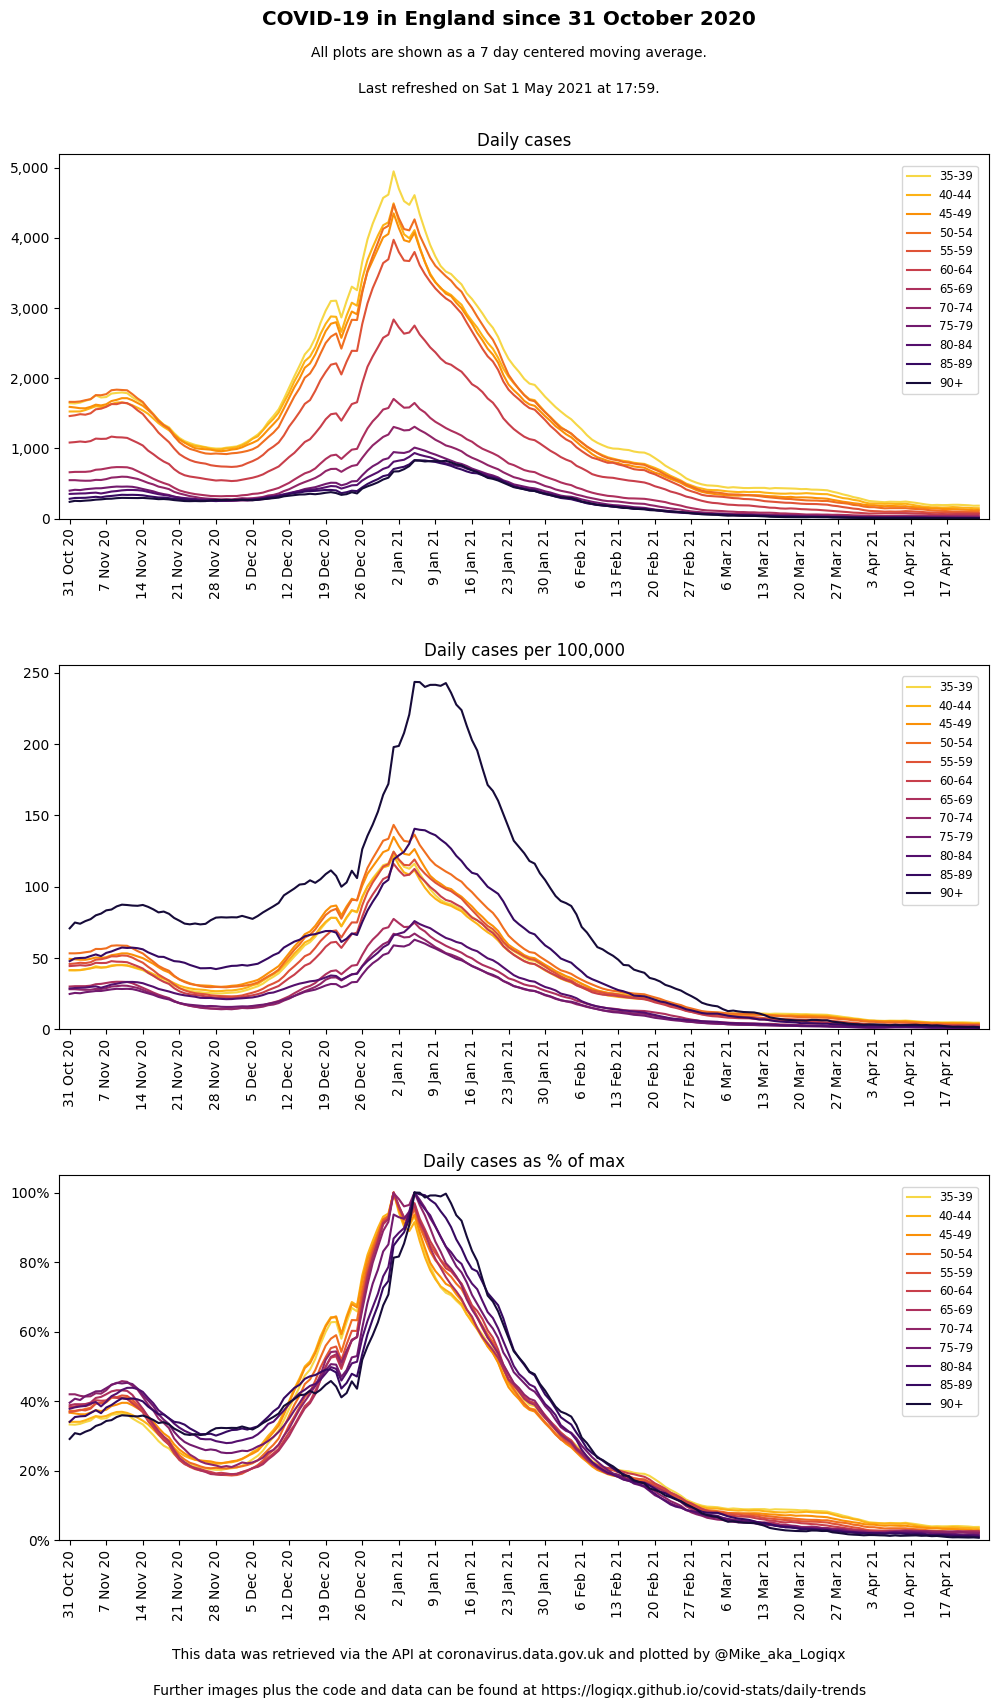 COVID-19 in England since 31 October 2020
All plots are shown as a 7 day centered moving average.
Last refreshed on Sat 1 May 2021 at 17:59.
Daily cases
5,000
4,000
3,000
2,000
1,000
0
35-39
40-44
45-49
50-54
55-59
60-64
65-69
70-74
75-79
80-84
85-89
90+
31 Oct 20
7 Nov 20
14 Nov 20
21 Nov 20
28 Nov 20
5 Dec 20
12 Dec 20
19 Dec 20
26 Dec 20
2 Jan 21
9 Jan 21
16 Jan 21
23 Jan 21
30 Jan 21
6 Feb 21
13 Feb 21
20 Feb 21
27 Feb 21
6 Mar 21
13 Mar 21
20 Mar 21
27 Mar 21
3 Apr 21
10 Apr 21
17 Apr 21
Daily cases per 100,000
250
200
150
100
50
0
35-39
40-44
45-49
50-54
55-59
60-64
65-69
70-74
75-79
80-84
85-89
90+
31 Oct 20
7 Nov 20
14 Nov 20
21 Nov 20
28 Nov 20
5 Dec 20
12 Dec 20
19 Dec 20
26 Dec 20
2 Jan 21
9 Jan 21
16 Jan 21
23 Jan 21
30 Jan 21
6 Feb 21
13 Feb 21
20 Feb 21
27 Feb 21
6 Mar 21
13 Mar 21
20 Mar 21
27 Mar 21
3 Apr 21
10 Apr 21
17 Apr 21
Daily cases as % of max
100%
80%
60%
40%
20%
0%
35-39
40-44
45-49
50-54
55-59
60-64
65-69
70-74
75-79
80-84
85-89
90+
31 Oct 20
7 Nov 20
14 Nov 20
21 Nov 20
28 Nov 20
5 Dec 20
12 Dec 20
19 Dec 20
26 Dec 20
2 Jan 21
9 Jan 21
16 Jan 21
23 Jan 21
30 Jan 21
6 Feb 21
13 Feb 21
20 Feb 21
27 Feb 21
6 Mar 21
13 Mar 21
20 Mar 21
27 Mar 21
3 Apr 21
10 Apr 21
17 Apr 21
This data was retrieved via the API at coronavirus.data.gov.uk and plotted by @Mike_aka_Logiqx
Further images plus the code and data can be found at https://logiqx.github.io/covid-stats/daily-trends